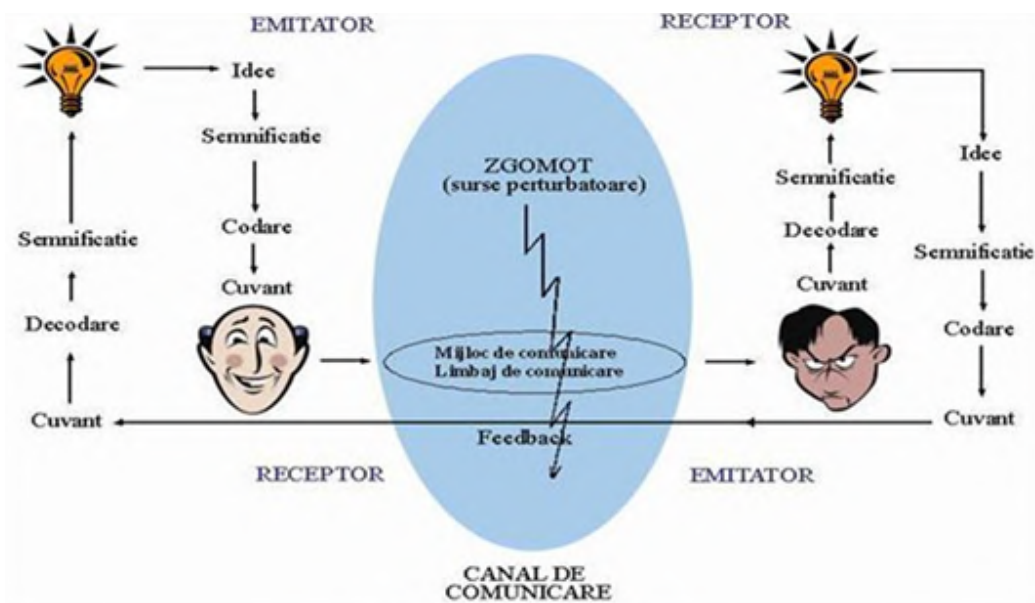 EMITATOR
RECEPTOR
Idee
Semnificatie
Codare
Cuvant
Semnificatie
Decodare
Cuvant
ZGOMOT
(surse perturbatoare)
Mijloc de comunicare
Limbaj de comunicare
Feedback
Semnificatie
Decodare
Cuvant
Idee
Semnificatie
Codare
Cuvant
RECEPTOR
EMITATOR
CANAL DE
COMUNICARE